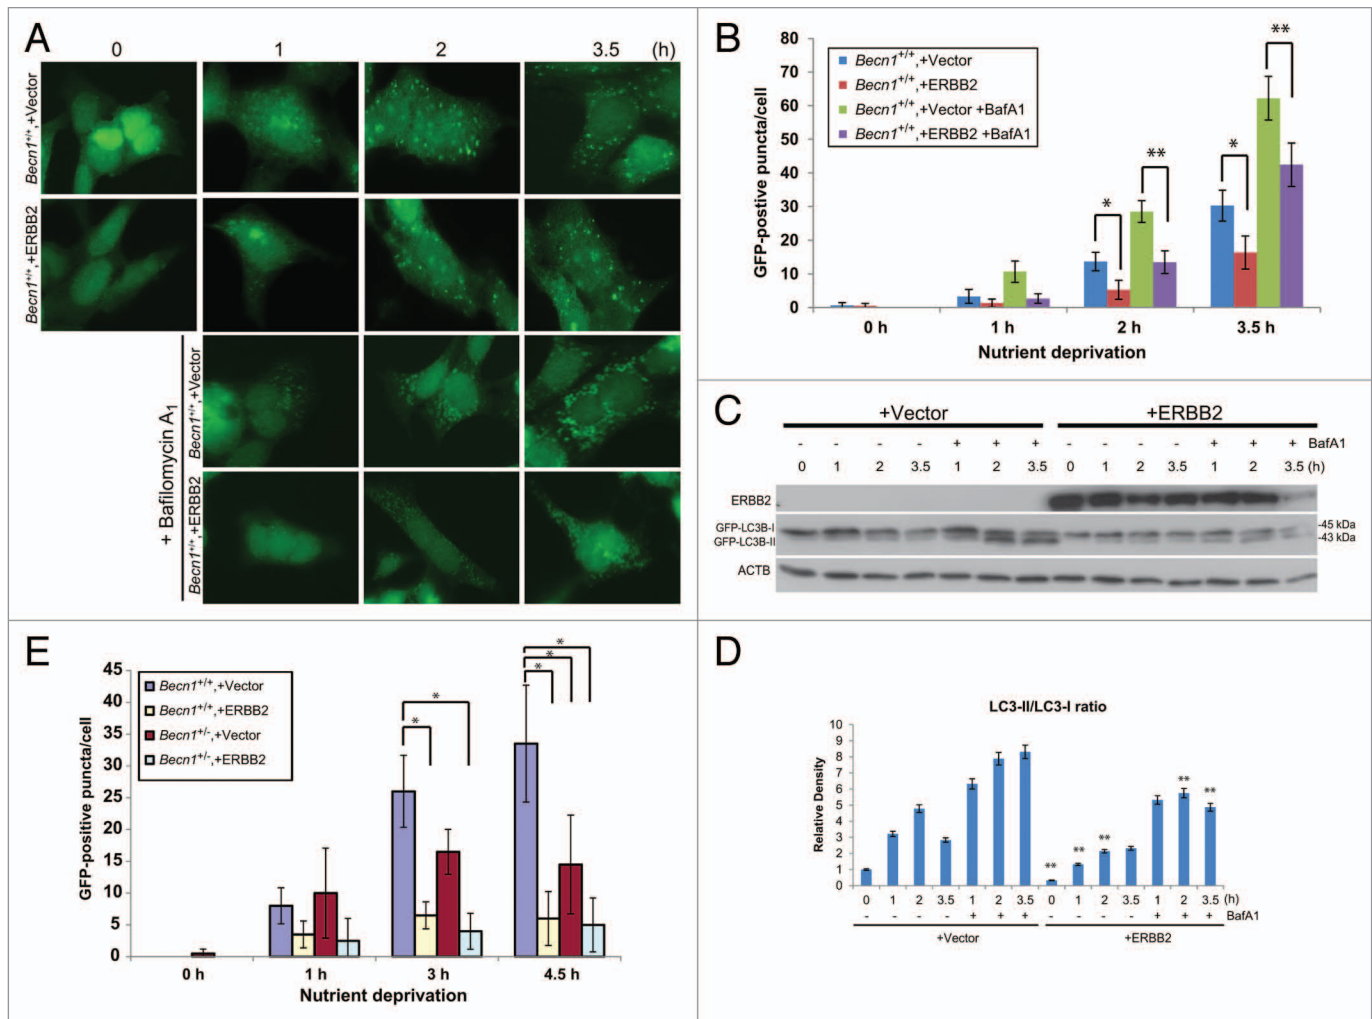 A
0 1 2 3.5 (h)
Becn1+/+,+Vector
Becn1+/+,+ERBB2
+ Bafilomycin A1
Becn1+/+,+Vector
Becn1+/+,+ERBB2
B
**
80
70
60
50
40
30
20
10
0
GFP-postive puncta/cell
Becn1+/+,+Vector
Becn1+/+,+ERBB2
Becn1+/+,+Vector +BafA1
Becn1+/+,+ERBB2 +BafA1
* ** *
0 h 1 h 2 h 3.5 h
Nutrient deprivation
C
+Vector +ERBB2
- - - - + + + - - - - + + + BafA1
0 1 2 3.5 1 2 3.5 0 1 2 3.5 1 2 3.5 (h)
ERBB2
GFP-LC3B-I -45 kDa
GFP-LC3B-II -43 kDa
ACTB
E
45
40
35
30
25
20
15
10
5
0
GFP-positive puncta/cell
Becn1+/+,+Vector
Becn1+/+,+ERBB2
Becn1+/-,+Vector
Becn1+/-,+ERBB2
* *
* * *
0 h 1 h 3 h 4.5 h
Nutrient deprivation
D
LC3-II/LC3-I ratio
10
9
8
7
6
5
4
3
2
1
0
Relative Density
** ** ** ** **
0 1 2 3.5 1 2 3.5 0 1 2 3.5 1 2 3.5 (h)
- - - - + + + - - - - + + + BafA1
+Vector +ERBB2